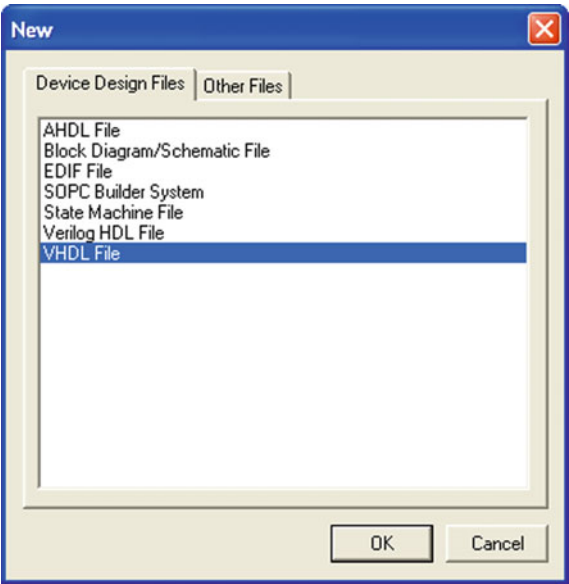 New
Device Design Files
Other Files
AHDL File
Block Diagram/Schematic File
EDIF File
SOPC Builder System
State Machine File
Verilog HDL File
VHDL File
OK
Cancel